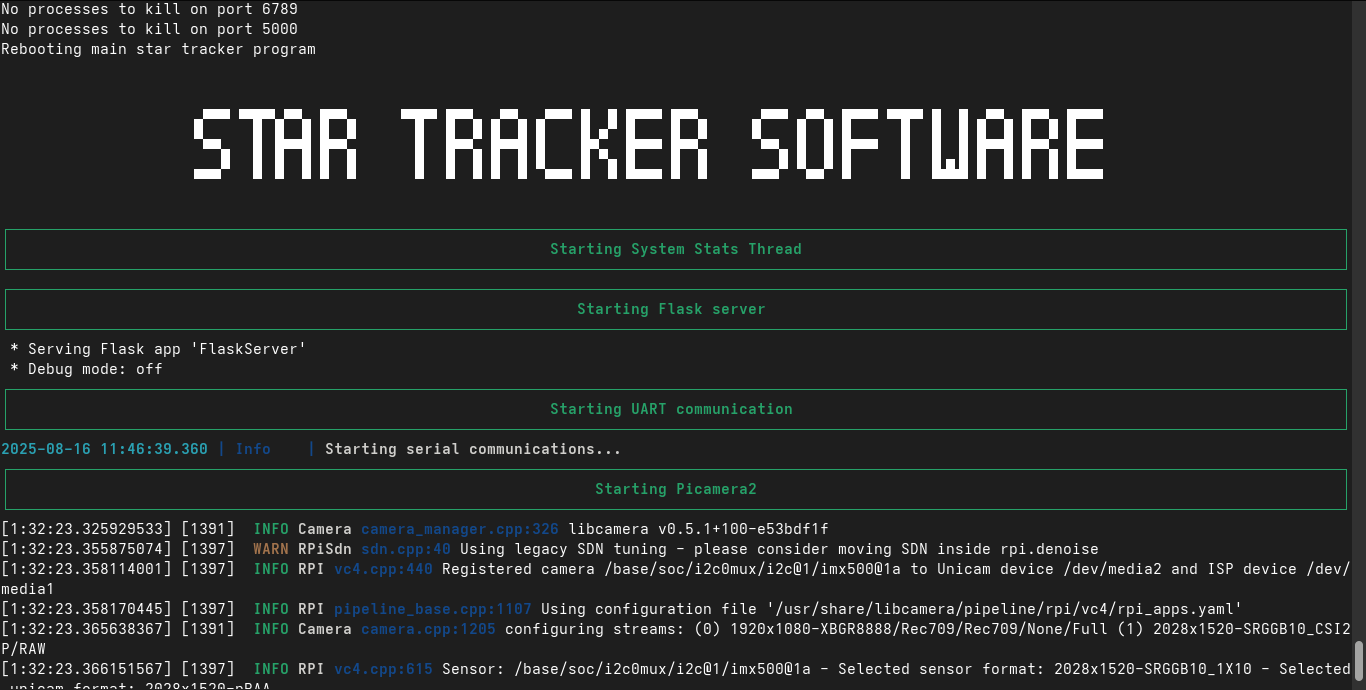 No processes to kill on port 6789
No processes to kill on port 5000
Rebooting main star tracker program
STAR TRACKER SOFTWARE
Starting System Stats Thread
Starting Flask server
* Serving Flask app 'FlaskServer'
* Debug mode: off
Starting UART communication
2025-08-16 11:46:39.360 | Info | Starting serial communications...
Starting Picamera2
[1:32:23.325929533] [1391] INFO Camera camera_manager.cpp:326 libcamera v0.5.1+100-e53bdf1f
[1:32:23.355875074] [1397] WARN RPiSdn sdn.cpp:40 Using legacy SDN tuning - please consider moving SDN inside rpi.denoise
[1:32:23.358114001] [1397] INFO RPI vc4.cpp:440 Registered camera /base/soc/i2c0mux/i2c@1/imx500@1a to Unicam device /dev/media2 and ISP device /dev/
media1
[1:32:23.358170445] [1397] INFO RPI pipeline_base.cpp:1107 Using configuration file '/usr/share/libcamera/pipeline/rpi/vc4/rpi_apps.yaml'
[1:32:23.365638367] [1391] INFO Camera camera.cpp:1205 configuring streams: (0) 1920x1080-XBGR8888/Rec709/Rec709/None/Full (1) 2028x1520-SRGGB10_CSI2
P/RAW
[1:32:23.366151567] [1397] INFO RPI vc4.cpp:615 Sensor: /base/soc/i2c0mux/i2c@1/imx500@1a - Selected sensor format: 2028x1520-SRGGB10_1X10 - Selected
unicam format: 2028x1520-pRAA